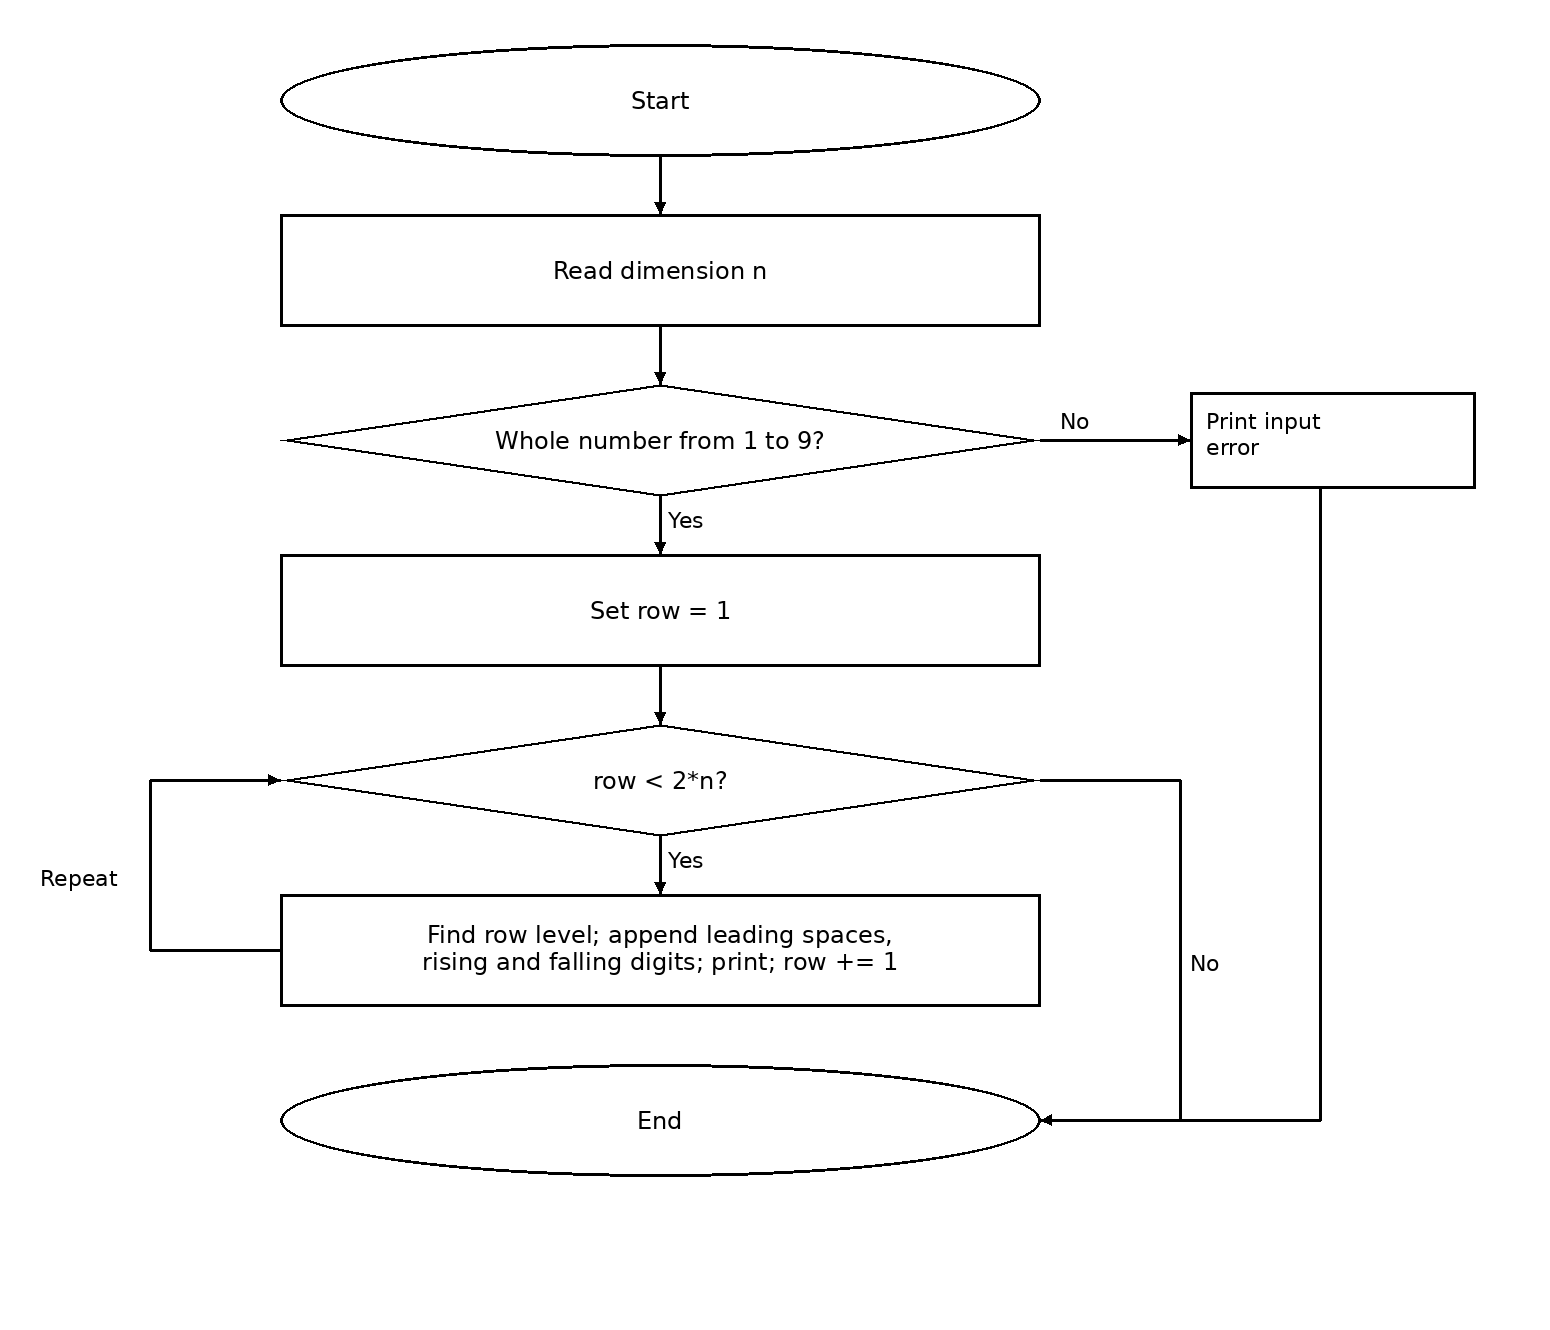 Start
Read dimension n
Whole number from 1 to 9?
No
Print input
error
Yes
Set row = 1
row < 2*n?
Yes
Repeat
Find row level; append leading spaces,
rising and falling digits; print; row += 1
No
End